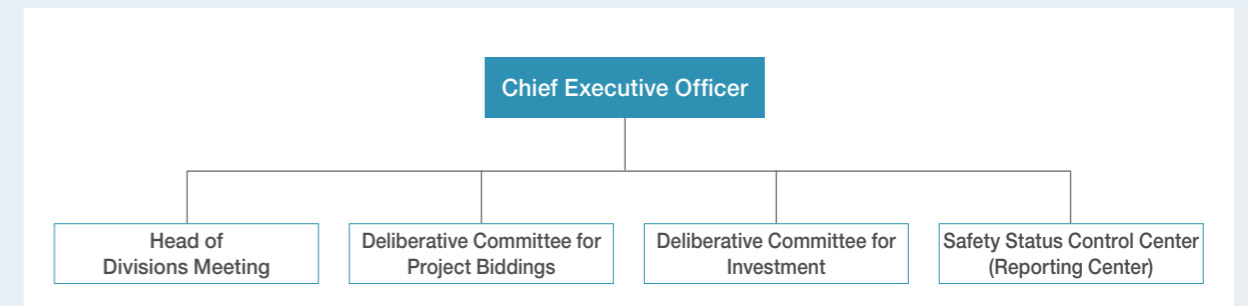 Chief Executive Officer
Head of
Divisions Meeting
Deliberative Committee for
Project Biddings
Deliberative Committee for
Investment
Safety Status Control Center
(Reporting Center)